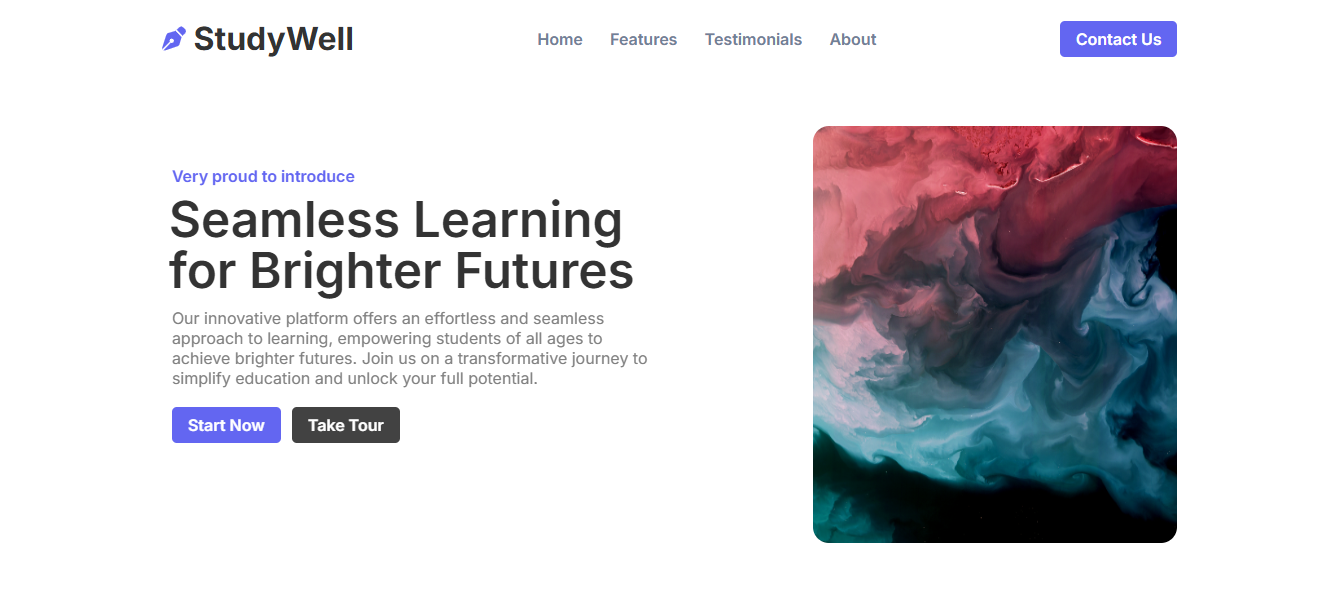 StudyWell
Home Features Testimonials About
Contact Us
Very proud to introduce
Seamless Learning
for Brighter Futures
Our innovative platform offers an effortless and seamless
approach to learning, empowering students of all ages to
achieve brighter futures. Join us on a transformative journey to
simplify education and unlock your full potential.
Start Now Take Tour